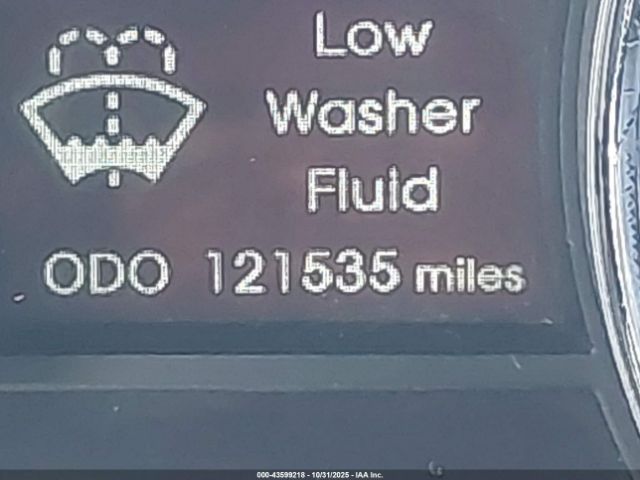 Low
Washer
Fluid
ODO 121535 miles
000-43599218 - 10/31/2025 - IAA Inc.